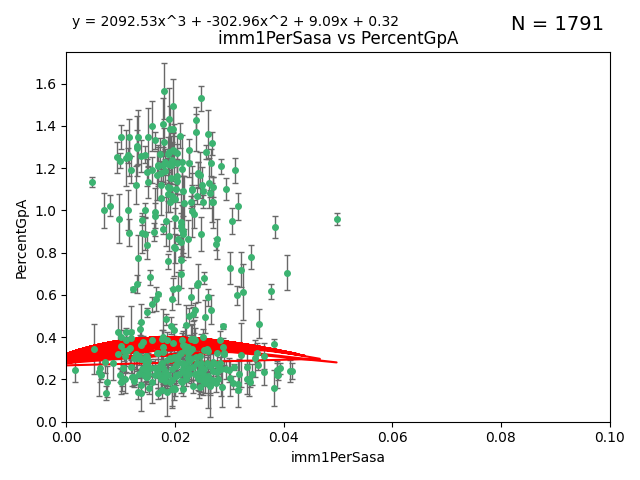 y = 2092.53x^3 + -302.96x^2 + 9.09x + 0.32
N = 1791
imm1PerSasa vs PercentGpA
PercentGpA
1.6
1.4
1.2
1.0
0.8
0.6
0.4
0.2
0.0
0.00 0.02 0.04 0.06 0.08 0.10
imm1PerSasa